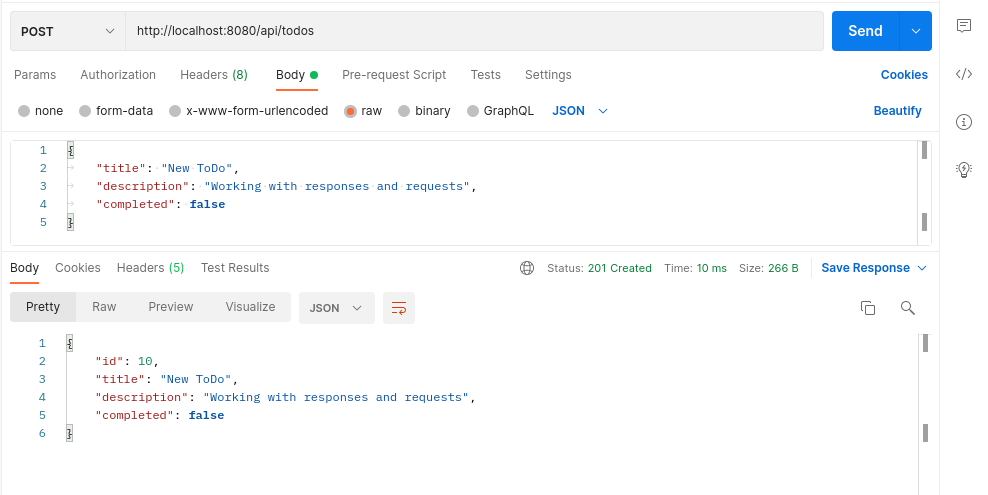 POST http://localhost:8080/api/todos Send
Params Authorization Headers (8) Body Pre-request Script Tests Settings Cookies
none form-data x-www-form-urlencoded raw binary GraphQL JSON Beautify
1 {
2 "title": "New ToDo",
3 "description": "Working with responses and requests",
4 "completed": false
5 }
Body Cookies Headers (5) Test Results Status: 201 Created Time: 10 ms Size: 266 B Save Response
Pretty Raw Preview Visualize JSON
1 {
2 "id": 10,
3 "title": "New ToDo",
4 "description": "Working with responses and requests",
5 "completed": false
6 }